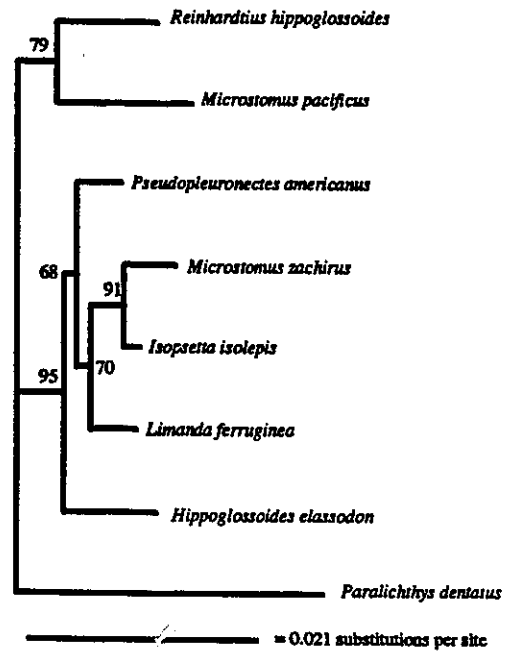 Reinhardtius hippoglossoides
79
Microstomus pacificus
Pseudopleuronectes americanus
68
Microstomus zachirus
91
Isopsetta isolepis
70
95
Limanda ferruginea
Hippoglossoides elassodon
Paralichthys dentatus
= 0.021 substitutions per site